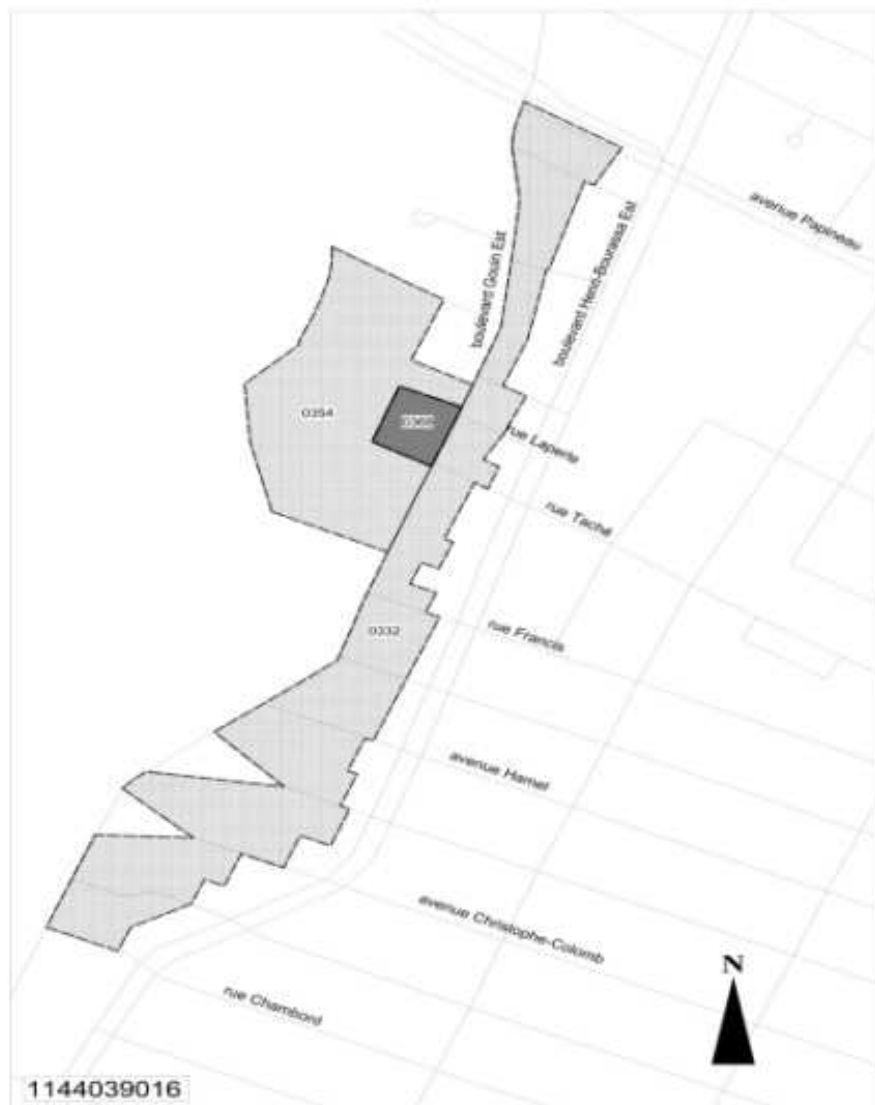 avenue Papineau
boulevard Gouin Est
boulevard Henri-Bourassa Est
0354
rue Laperle
rue Taché
0332
rue Francis
avenue Hamel
avenue Christophe-Colomb
N
rue Chambord
1144039016